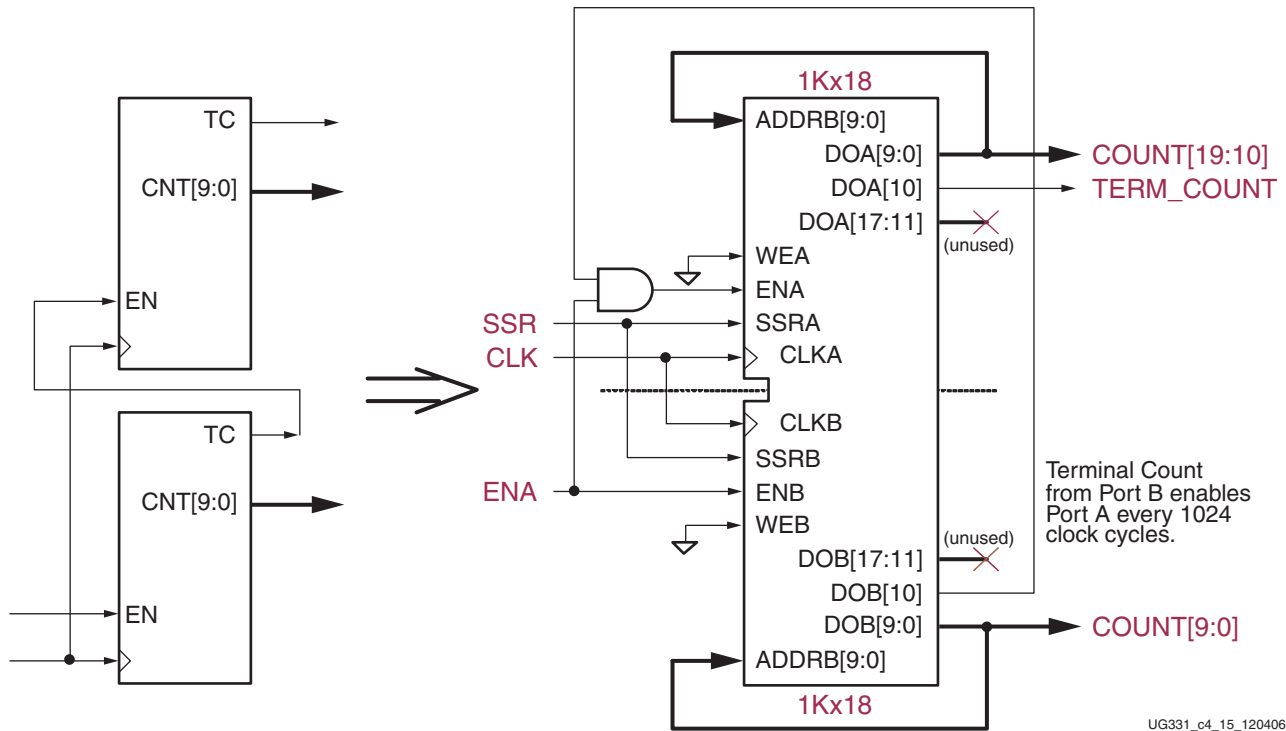 TC
CNT[9:0]
EN
TC
CNT[9:0]
EN
1Kx18
ADDRB[9:0]
DOA[9:0]
COUNT[19:10]
DOA[10]
TERM_COUNT
DOA[17:11]
(unused)
WEA
ENA
SSR
SSRA
CLK
CLKA
CLKB
SSRB
ENA
ENB
WEB
Terminal Count
from Port B enables
Port A every 1024
clock cycles.
(unused)
DOB[17:11]
DOB[10]
DOB[9:0]
COUNT[9:0]
ADDRB[9:0]
1Kx18
UG331_c4_15_120406